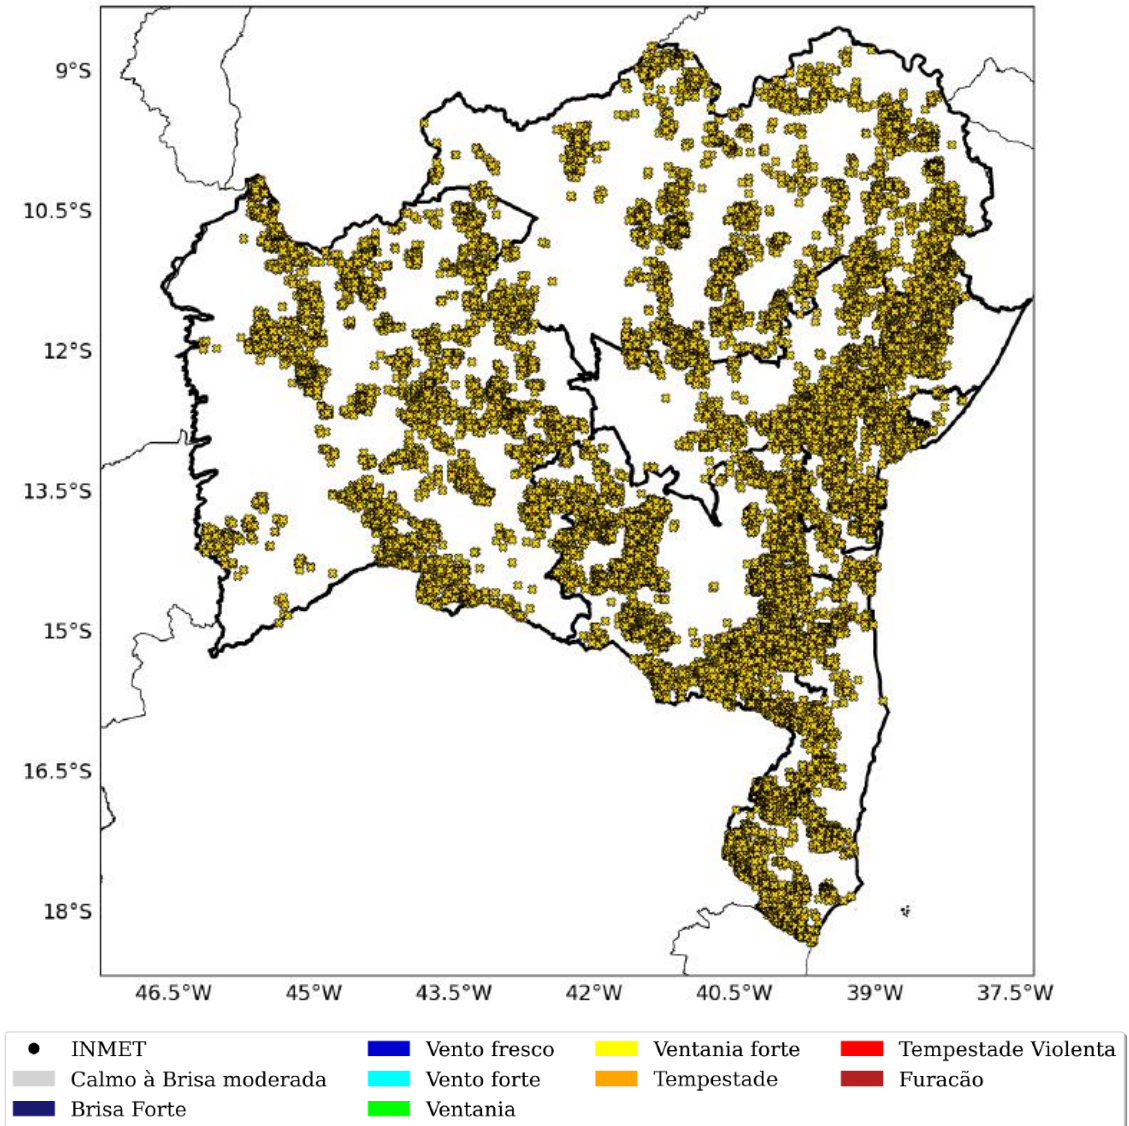 9°S
10.5°S
12°S
13.5°S
15°S
16.5°S
18°S
46.5°W 45°W 43.5°W 42°W 40.5°W 39°W 37.5°W
INMET Vento fresco Ventania forte Tempestade Violenta
Calmo à Brisa moderada Vento forte Tempestade Furacão
Brisa Forte Ventania